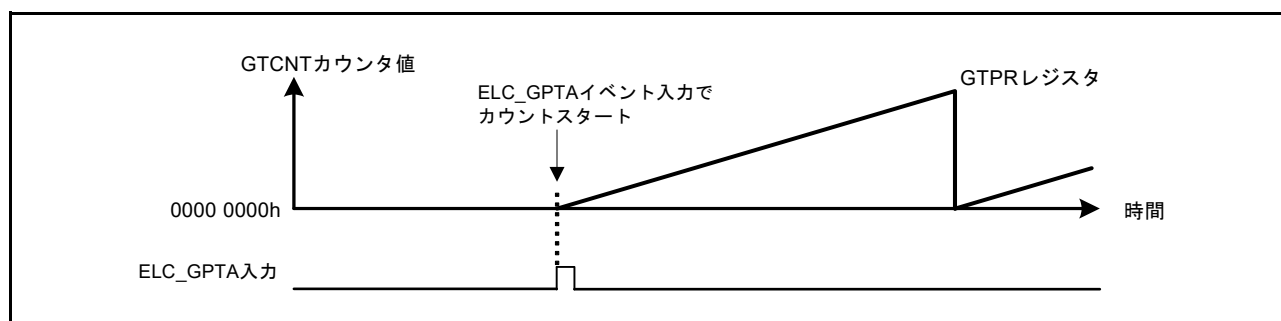 GTCNTカウンタ値
ELC_GPTAイベント入力で
カウントスタート
GTPRレジスタ
0000 0000h
時間
ELC_GPTA入力